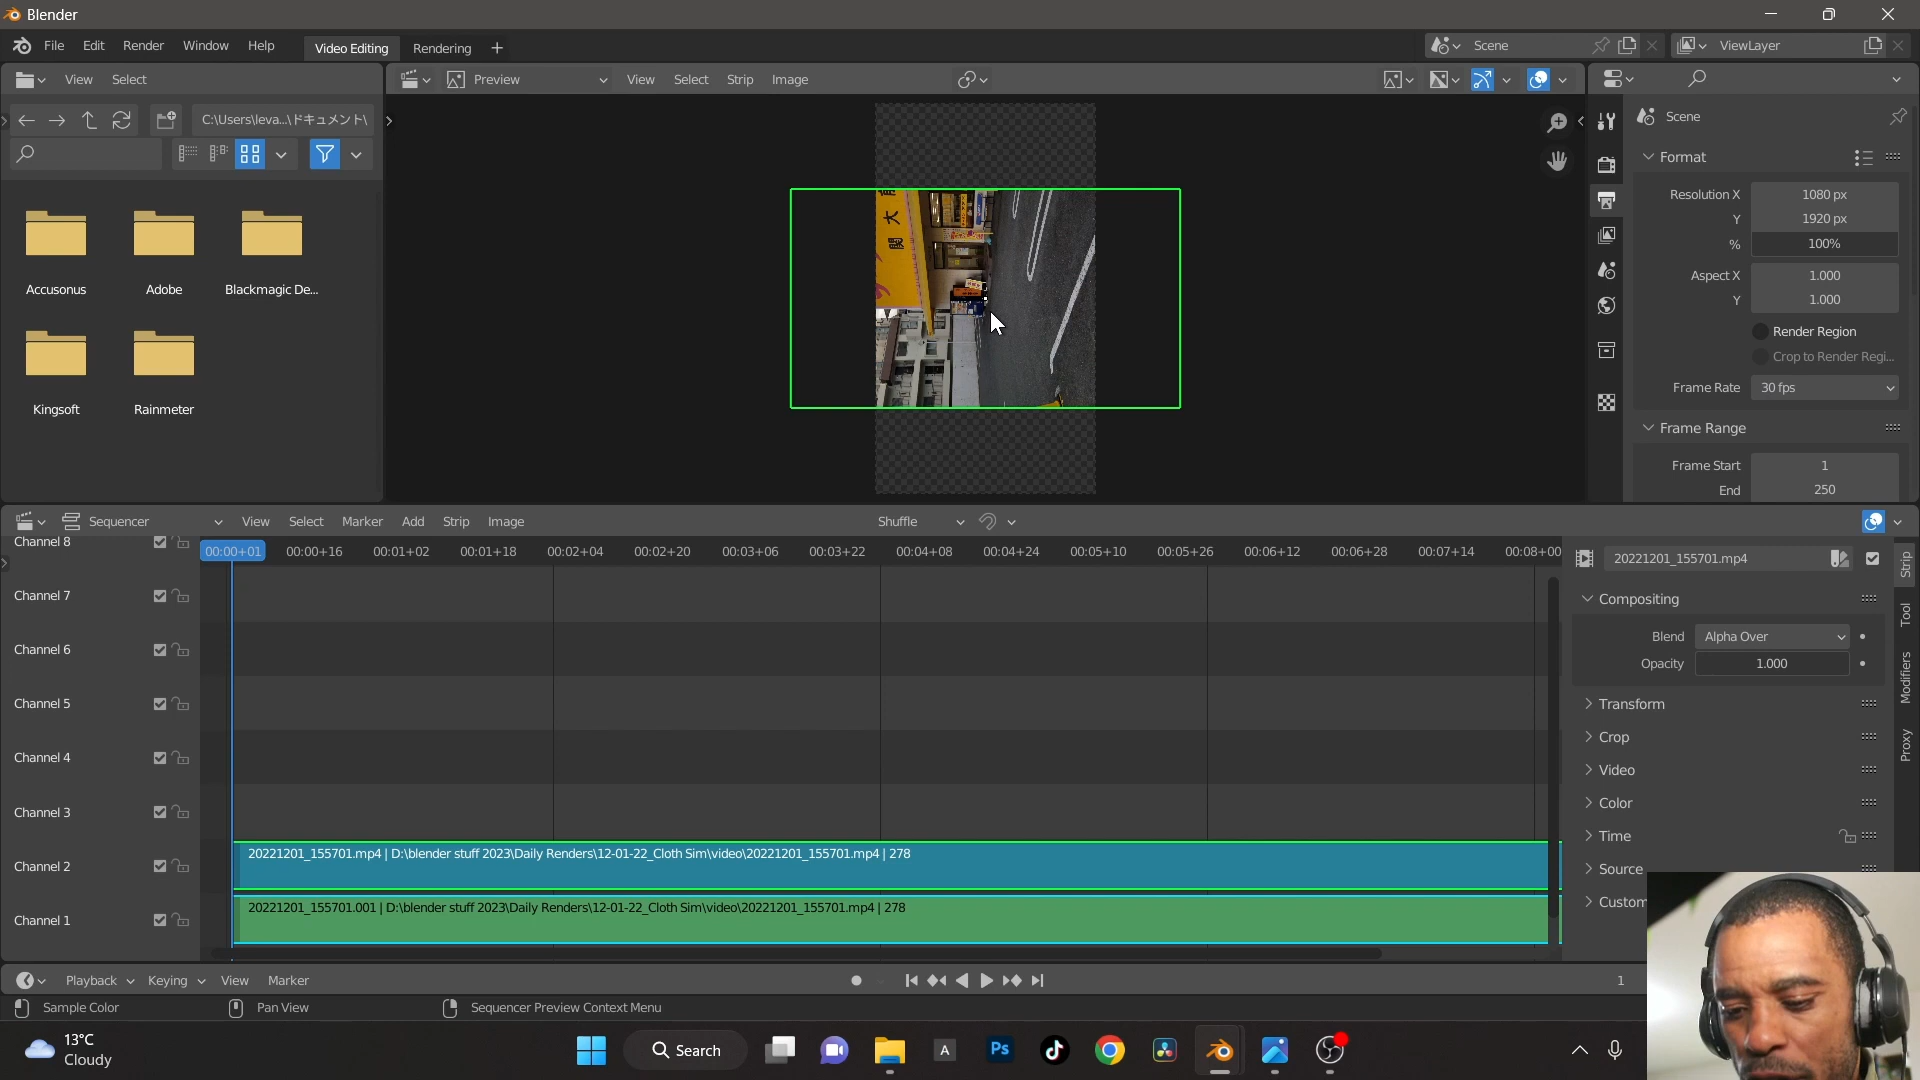 Blender
File Edit Render Window Help Video Editing Rendering + Scene ViewLayer
View Select Preview View Select Strip Image
C:\Users\leva...\ドキュメント\
Accusonus Adobe Blackmagic De...
Kingsoft Rainmeter
大
Scene
Format
Resolution X 1080 px
Y 1920 px
% 100%
Aspect X 1.000
Y 1.000
Render Region
Crop to Render Regi...
Frame Rate 30 fps
Frame Range
Frame Start 1
End 250
Sequencer View Select Marker Add Strip Image Shuffle
00:00+01 00:00+16 00:01+02 00:01+18 00:02+04 00:02+20 00:03+06 00:03+22 00:04+08 00:04+24 00:05+10 00:05+26 00:06+12 00:06+28 00:07+14 00:08+00
Channel 8
Channel 7
Channel 6
Channel 5
Channel 4
Channel 3
Channel 2
Channel 1
20221201_155701.mp4 | D:\blender stuff 2023\Daily Renders\12-01-22_Cloth Sim\video\20221201_155701.mp4 | 278
20221201_155701.001 | D:\blender stuff 2023\Daily Renders\12-01-22_Cloth Sim\video\20221201_155701.mp4 | 278
20221201_155701.mp4
Compositing
Blend Alpha Over
Opacity 1.000
Transform
Crop
Video
Color
Time
Source
Custom
Strip
Tool
Modifiers
Proxy
Playback Keying View Marker 1
Sample Color Pan View Sequencer Preview Context Menu
13°C
Cloudy
Search
A
Ps